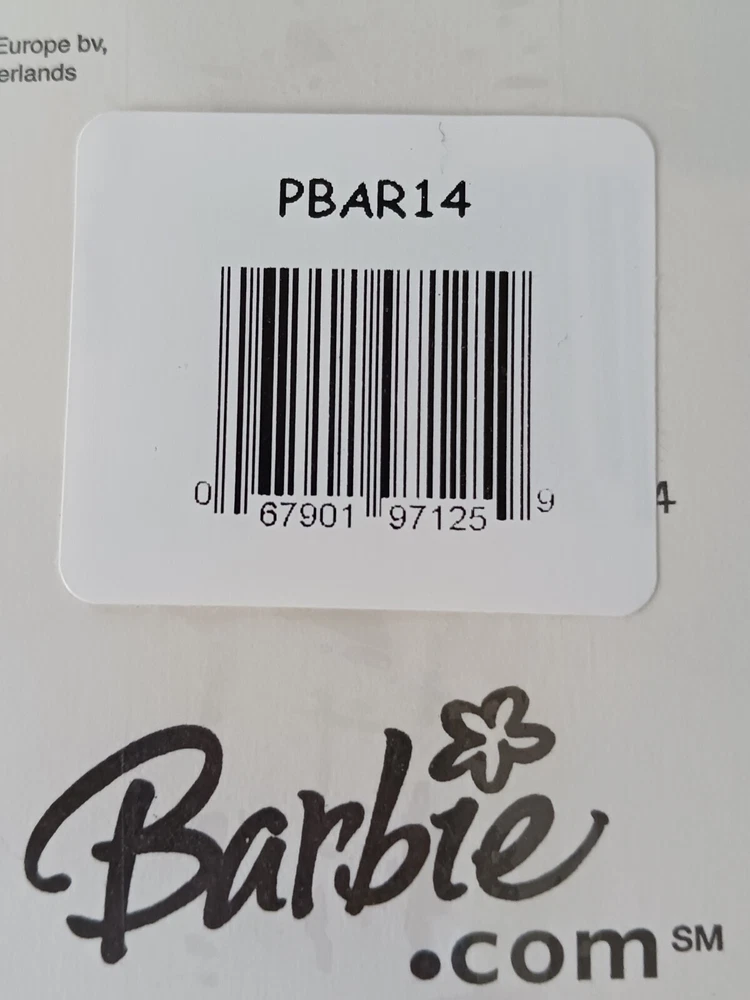 Europe bv,
erlands
PBAR14
0 67901 97125 9
4
Barbie
.com SM